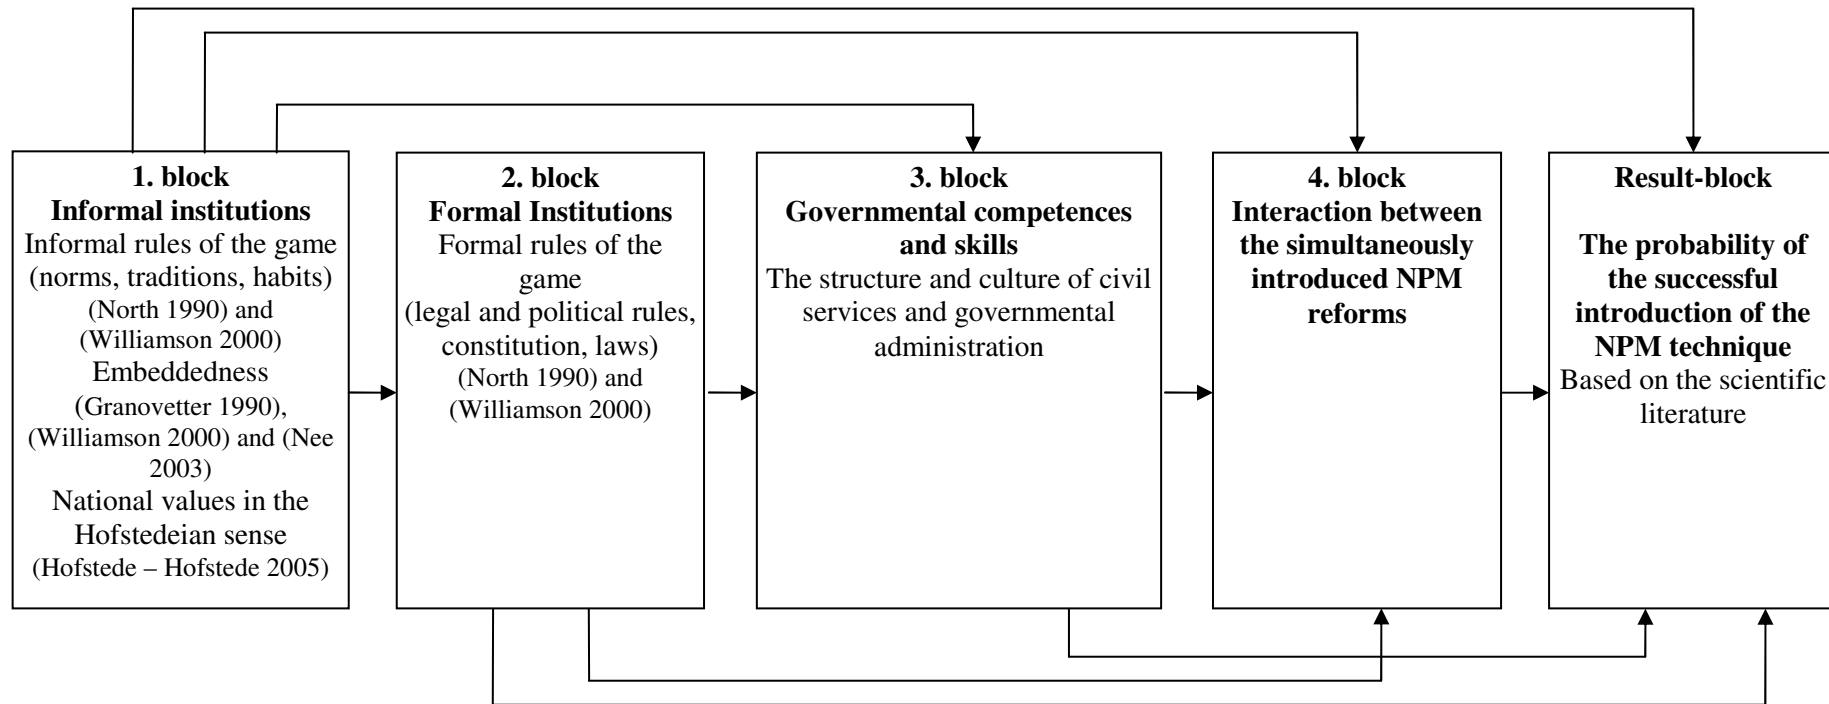 1. block
Informal institutions
Informal rules of the game
(norms, traditions, habits)
(North 1990) and
(Williamson 2000)
Embeddedness
(Granovetter 1990),
(Williamson 2000) and (Nee
2003)
National values in the
Hofstedeian sense
(Hofstede – Hofstede 2005)
2. block
Formal Institutions
Formal rules of the
game
(legal and political rules,
constitution, laws)
(North 1990) and
(Williamson 2000)
3. block
Governmental competences
and skills
The structure and culture of civil
services and governmental
administration
4. block
Interaction between
the simultaneously
introduced NPM
reforms
Result-block
The probability of
the successful
introduction of the
NPM technique
Based on the scientific
literature